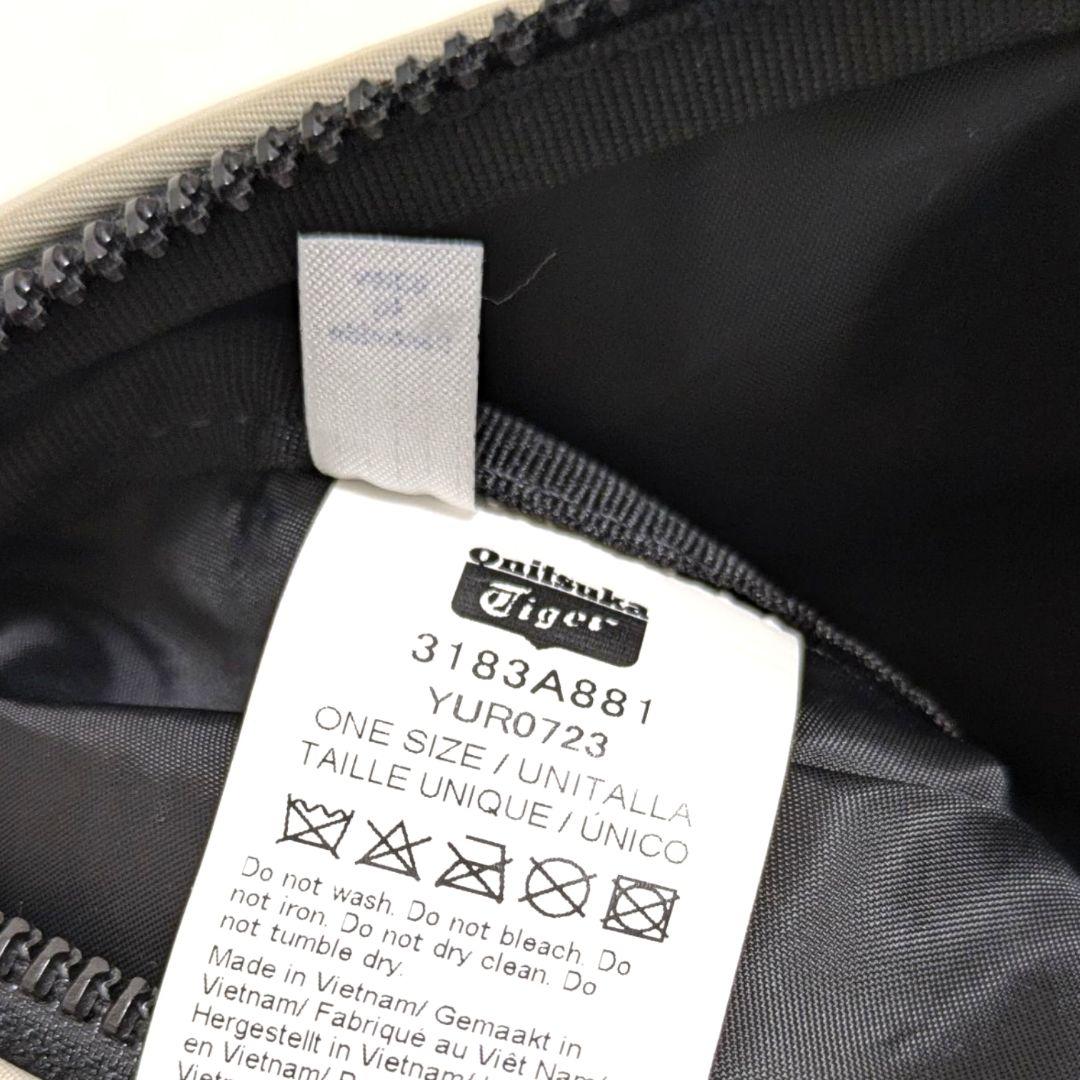 Onitsuka
Tiger
3183A881
YUR0723
ONE SIZE / UNITALLA
TAILLE UNIQUE / ÚNICO
Do not wash. Do not bleach. Do
not iron. Do not dry clean. Do
not tumble dry.
Made in Vietnam/ Gemaakt in
Vietnam/ Fabriqué au Viêt Nam/
Hergestellt in Vietnam/
en Vietnam/